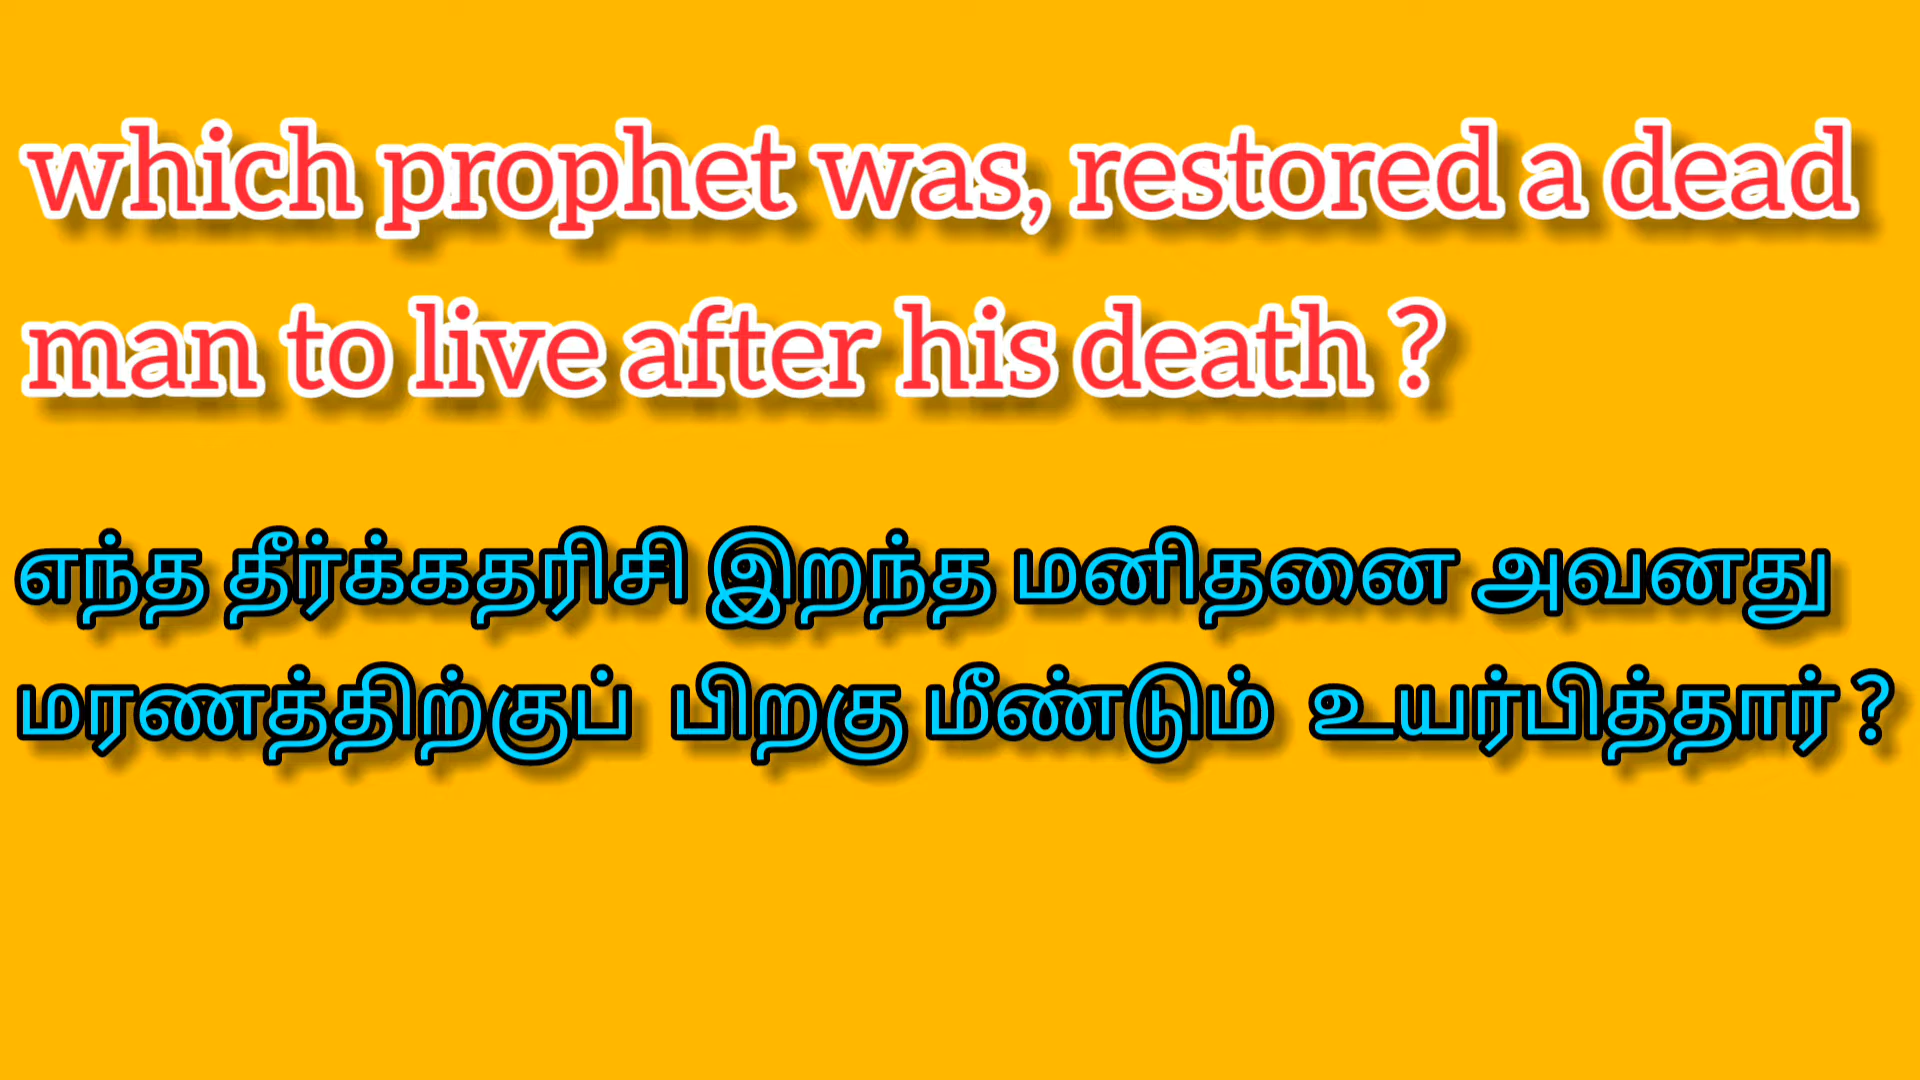 which prophet was, restored a dead
man to live after his death ?
எந்த தீர்க்கதரிசி இறந்த மனிதனை அவனது
மரணத்திற்குப் பிறகு மீண்டும் உயர்பித்தார் ?